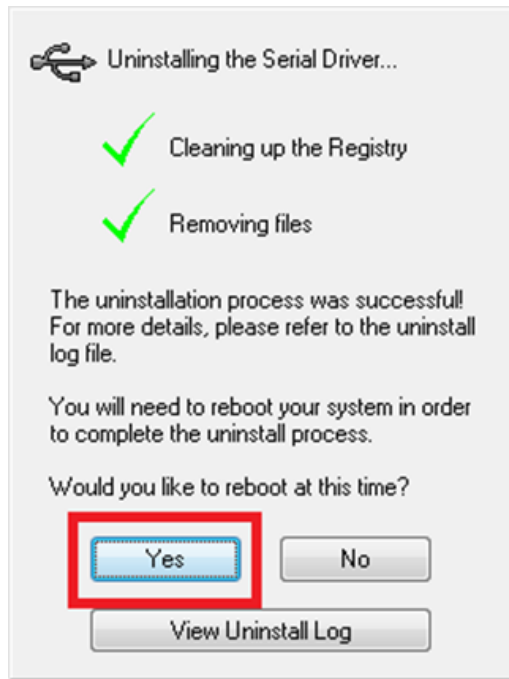 Uninstalling the Serial Driver...
Cleaning up the Registry
Removing files
The uninstallation process was successful!
For more details, please refer to the uninstall
log file.
You will need to reboot your system in order
to complete the uninstall process.
Would you like to reboot at this time?
Yes No
View Uninstall Log